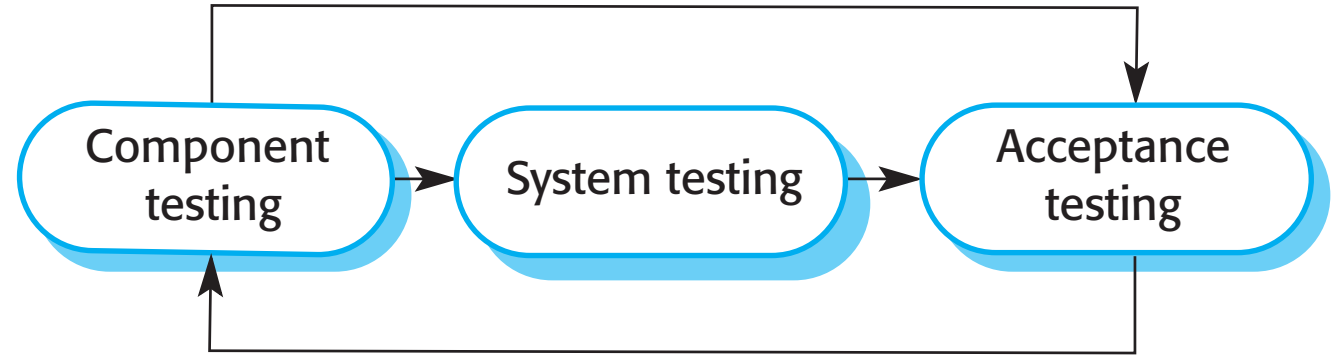 Component
testing
System testing
Acceptance
testing